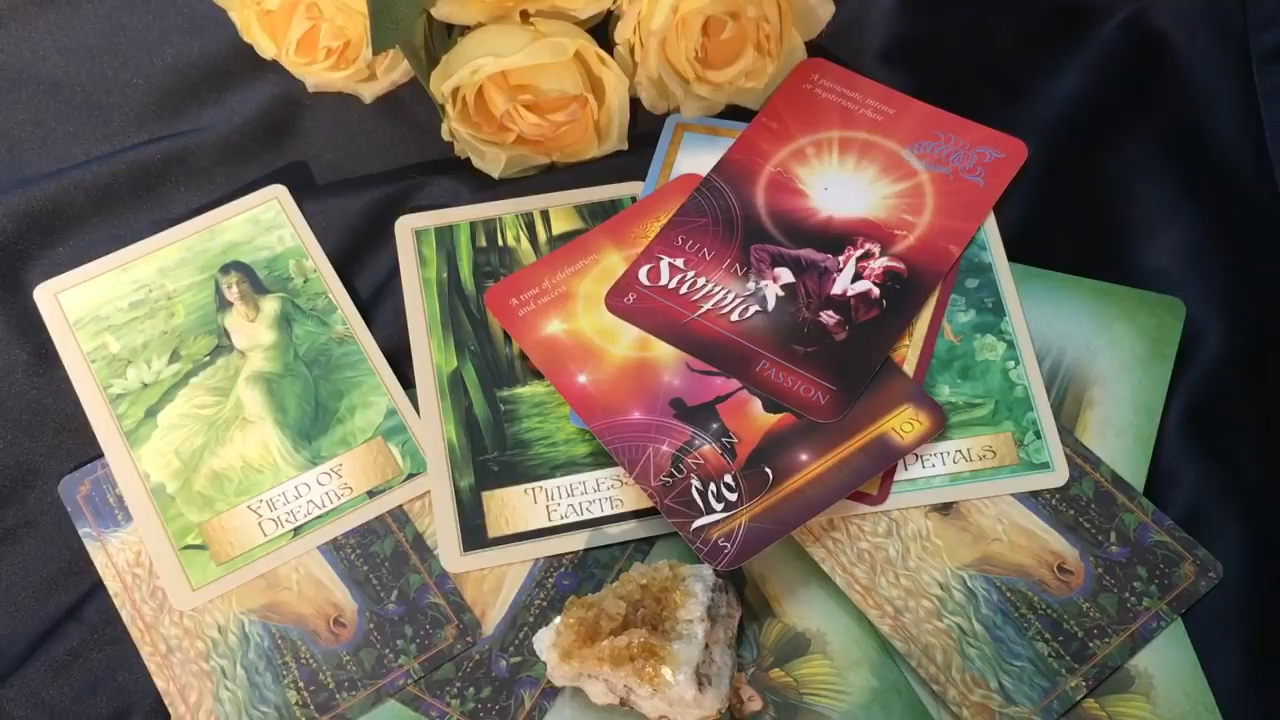 A passionate, intense
or mysterious phase
SUN IN
Scorpio
8
PASSION
A time of celebration
and success
SUN IN
Leo
5
JOY
FIELD OF
DREAMS
TIMELESS
EARTH
PETALS